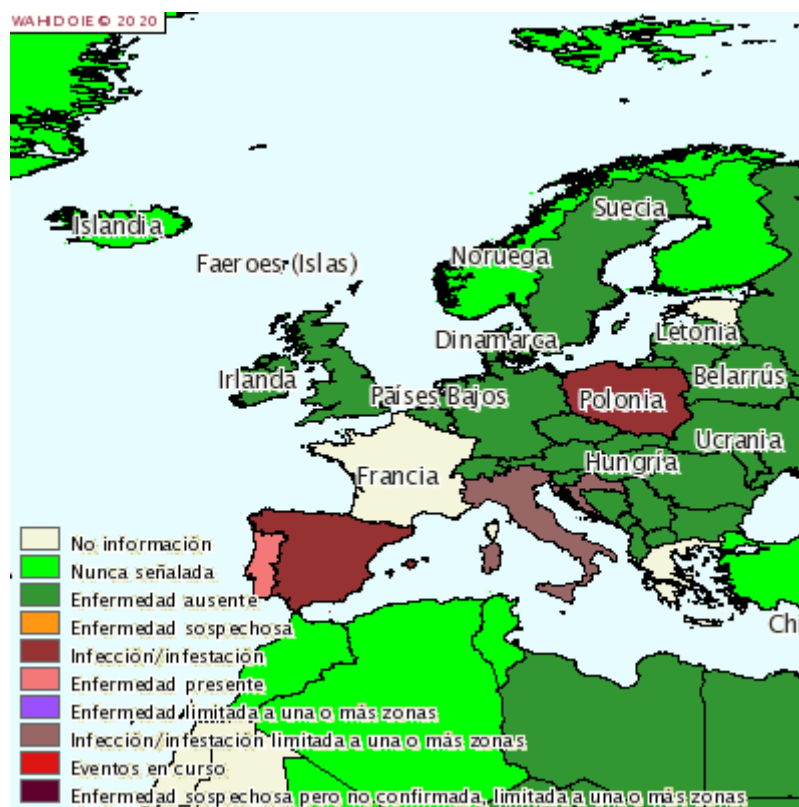 WAHID OIE © 2020
Islandia
Suecia
Faeroes (Islas)
Noruega
Dinamarca
Letonia
Irlanda
Países Bajos
Belarrús
Polonia
Ucrania
Hungría
Francia
No información
Nunca señalada
Enfermedad ausente
Enfermedad sospechosa
Infección/infestación
Chi
Enfermedad presente
Enfermedad limitada a una o más zonas
Infección/infestación limitada a una o más zonas
Eventos en curso
Enfermedad sospechosa pero no confirmada, limitada a una o más zonas